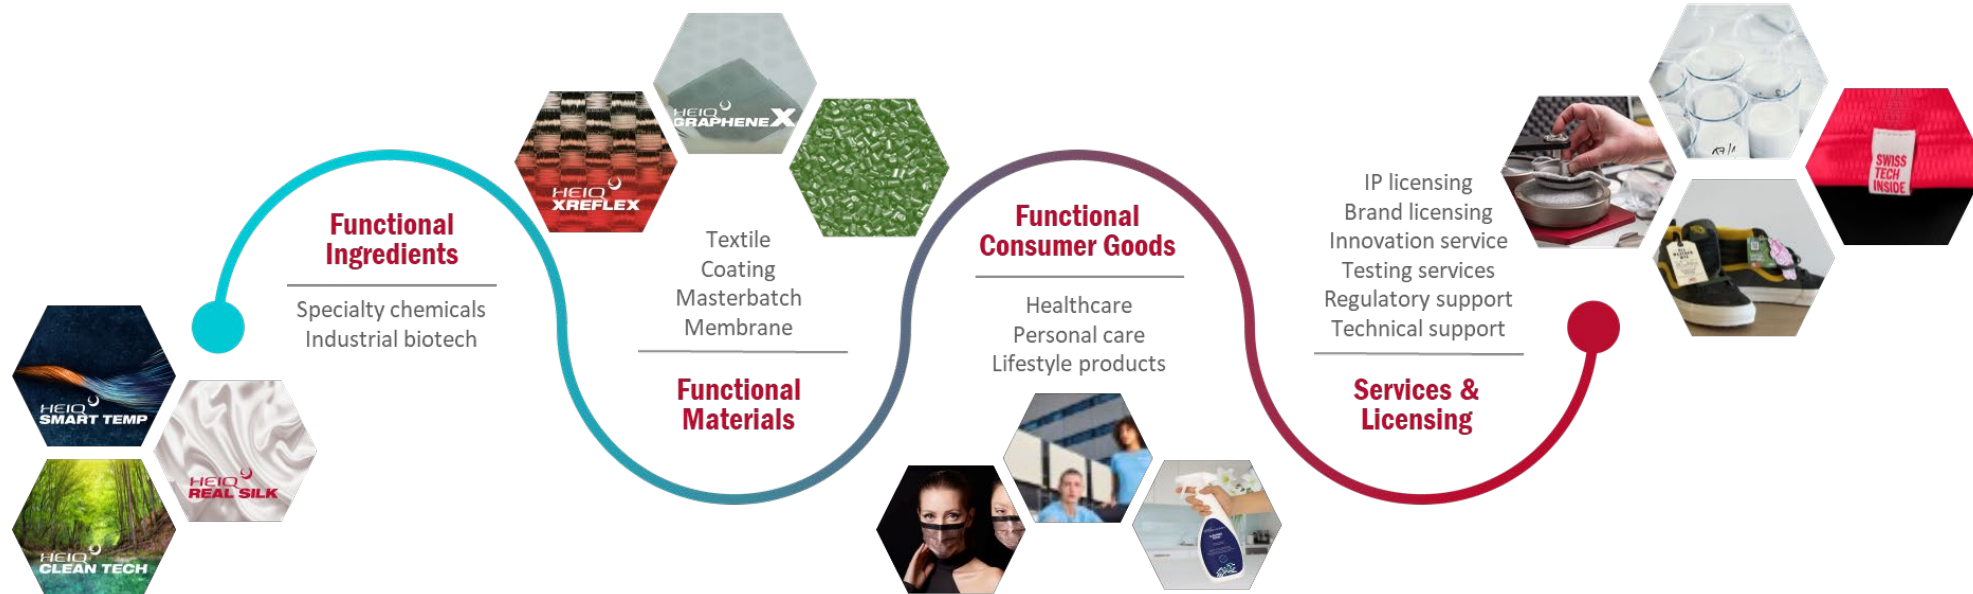 HEIQ
SMART TEMP
HEIQ
REAL SILK
HEIQ
CLEAN TECH
Functional
Ingredients
Specialty chemicals
Industrial biotech
HEIQ
XREFLEX
HEIQ
GRAPHENE X
Textile
Coating
Masterbatch
Membrane
Functional
Materials
Functional
Consumer Goods
Healthcare
Personal care
Lifestyle products
IP licensing
Brand licensing
Innovation service
Testing services
Regulatory support
Technical support
Services &
Licensing
SWISS
TECH
INSIDE